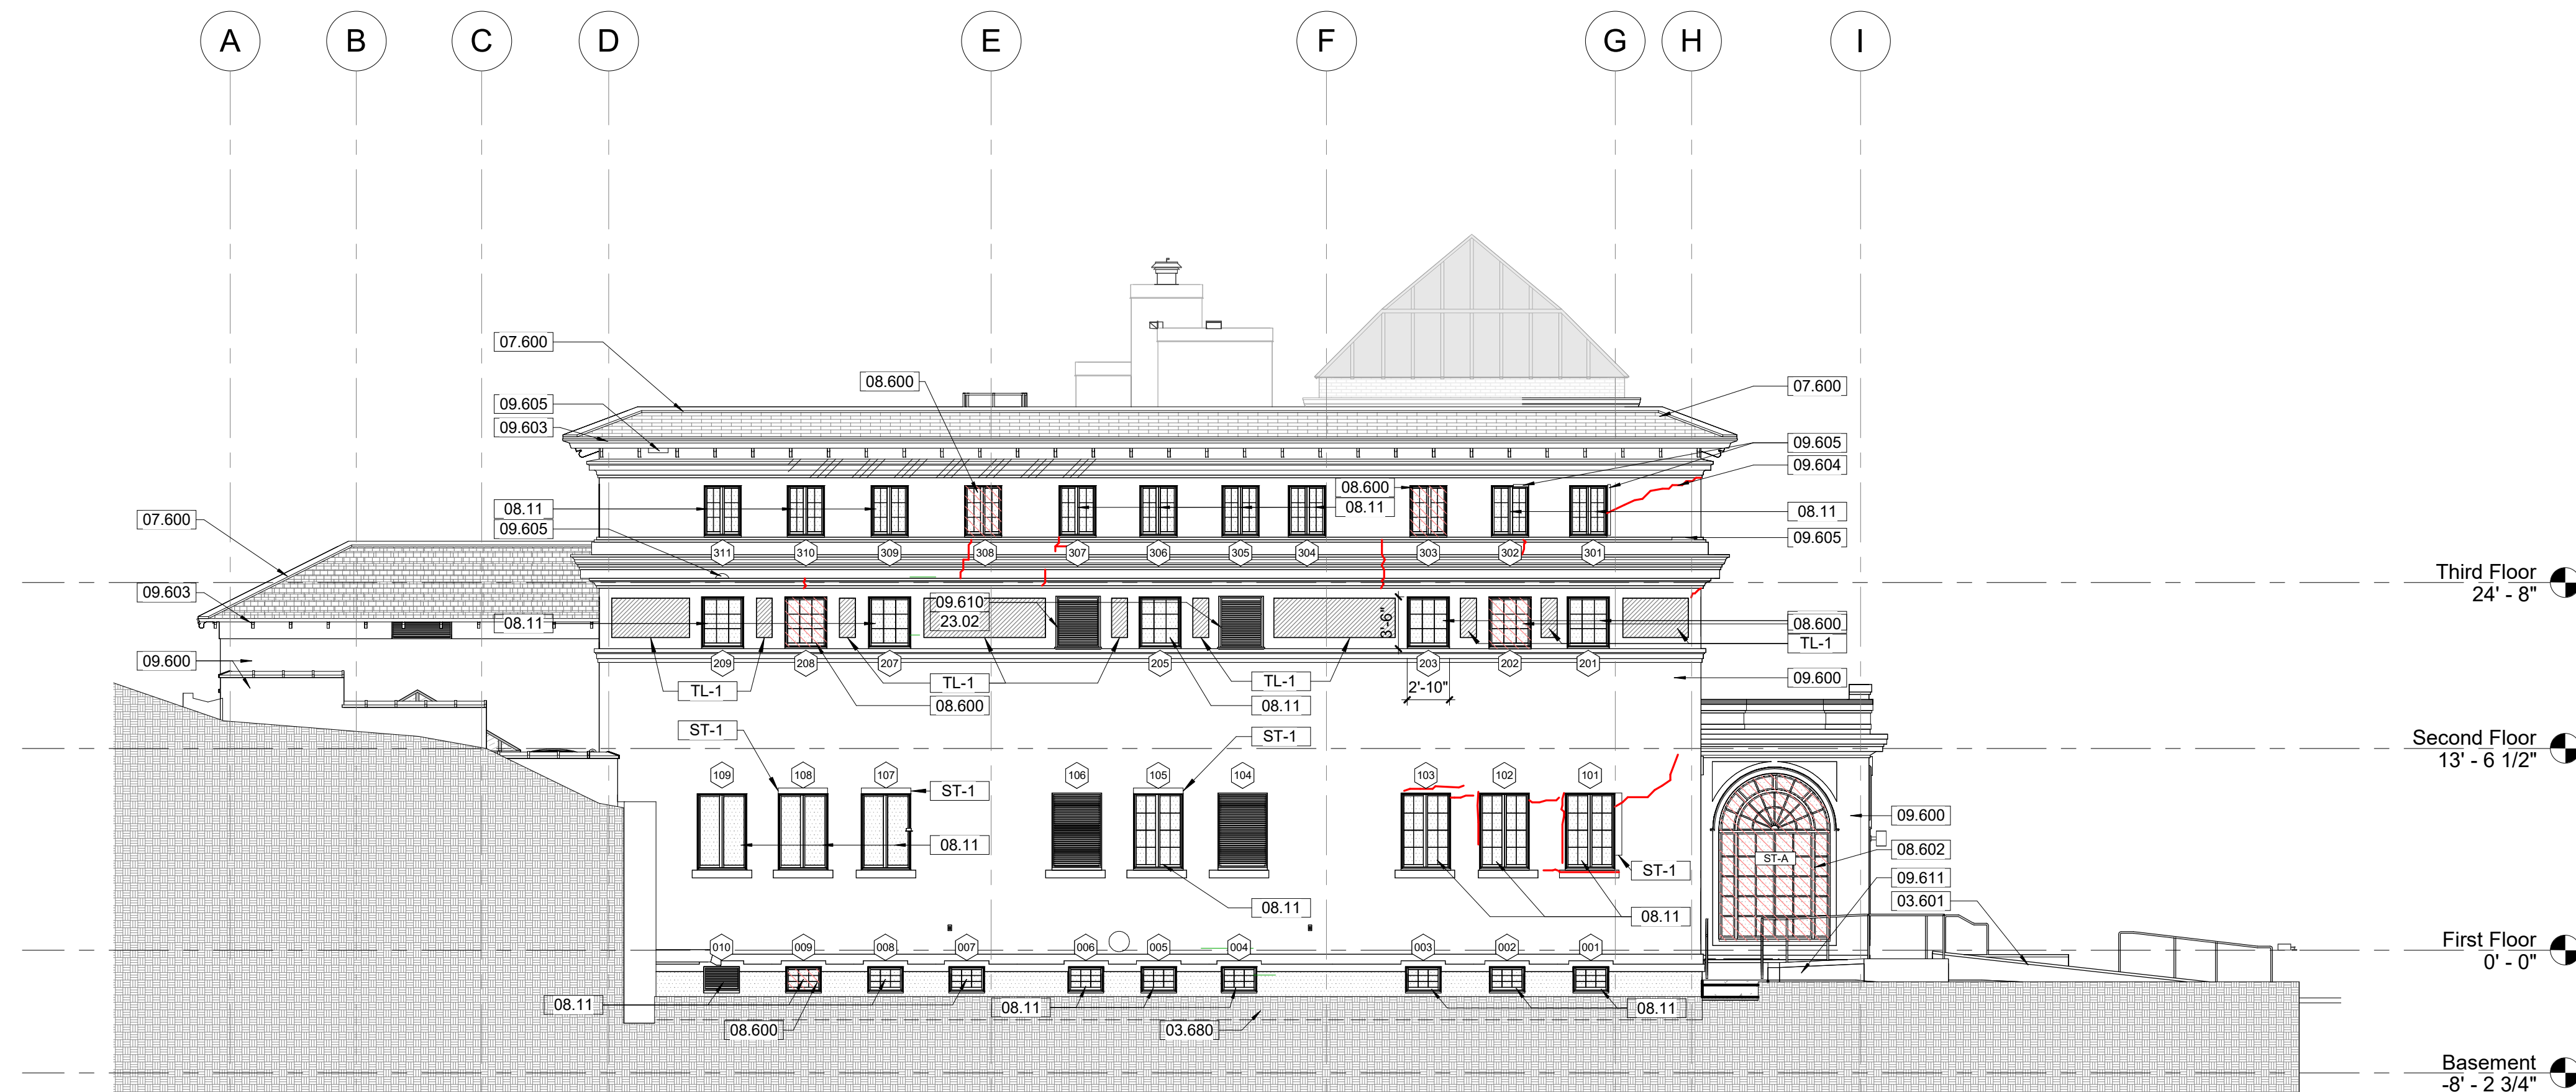 A B C D E F G H I
07.600
08.600
07.600
09.605
09.603
09.605
09.604
08.600
08.11
08.11
08.11
09.605
07.600
09.605
311 310 309 308 307 306 305 304 303 302 301
Third Floor
24' - 8"
09.603
09.610
23.02
08.11
3'-6"
08.600
TL-1
209 208 207 205 203 202 201
09.600
TL-1
TL-1
TL-1
2'-10"
09.600
08.600
08.11
ST-1
ST-1
Second Floor
13' - 6 1/2"
109 108 107 106 105 104 103 102 101
ST-1
09.600
08.11
08.602
ST-A
ST-1
09.611
03.601
08.11
08.11
010 009 008 007 006 005 004 003 002 001
First Floor
0' - 0"
08.11
08.11
08.11
08.600
03.680
Basement
-8' - 2 3/4"